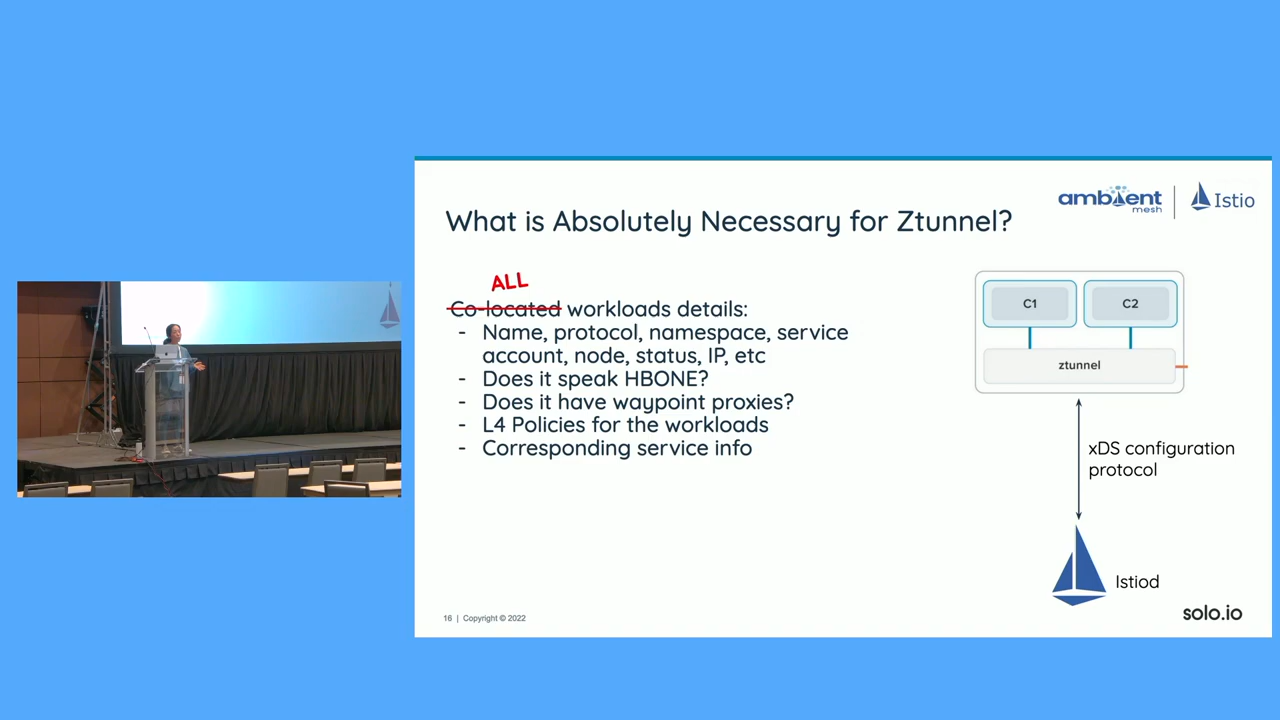 ambient
mesh
Istio
What is Absolutely Necessary for Ztunnel?
ALL
Co-located workloads details:
- Name, protocol, namespace, service
account, node, status, IP, etc
- Does it speak HBONE?
- Does it have waypoint proxies?
- L4 Policies for the workloads
- Corresponding service info
C1
C2
ztunnel
xDS configuration
protocol
Istiod
16 | Copyright © 2022
solo.io